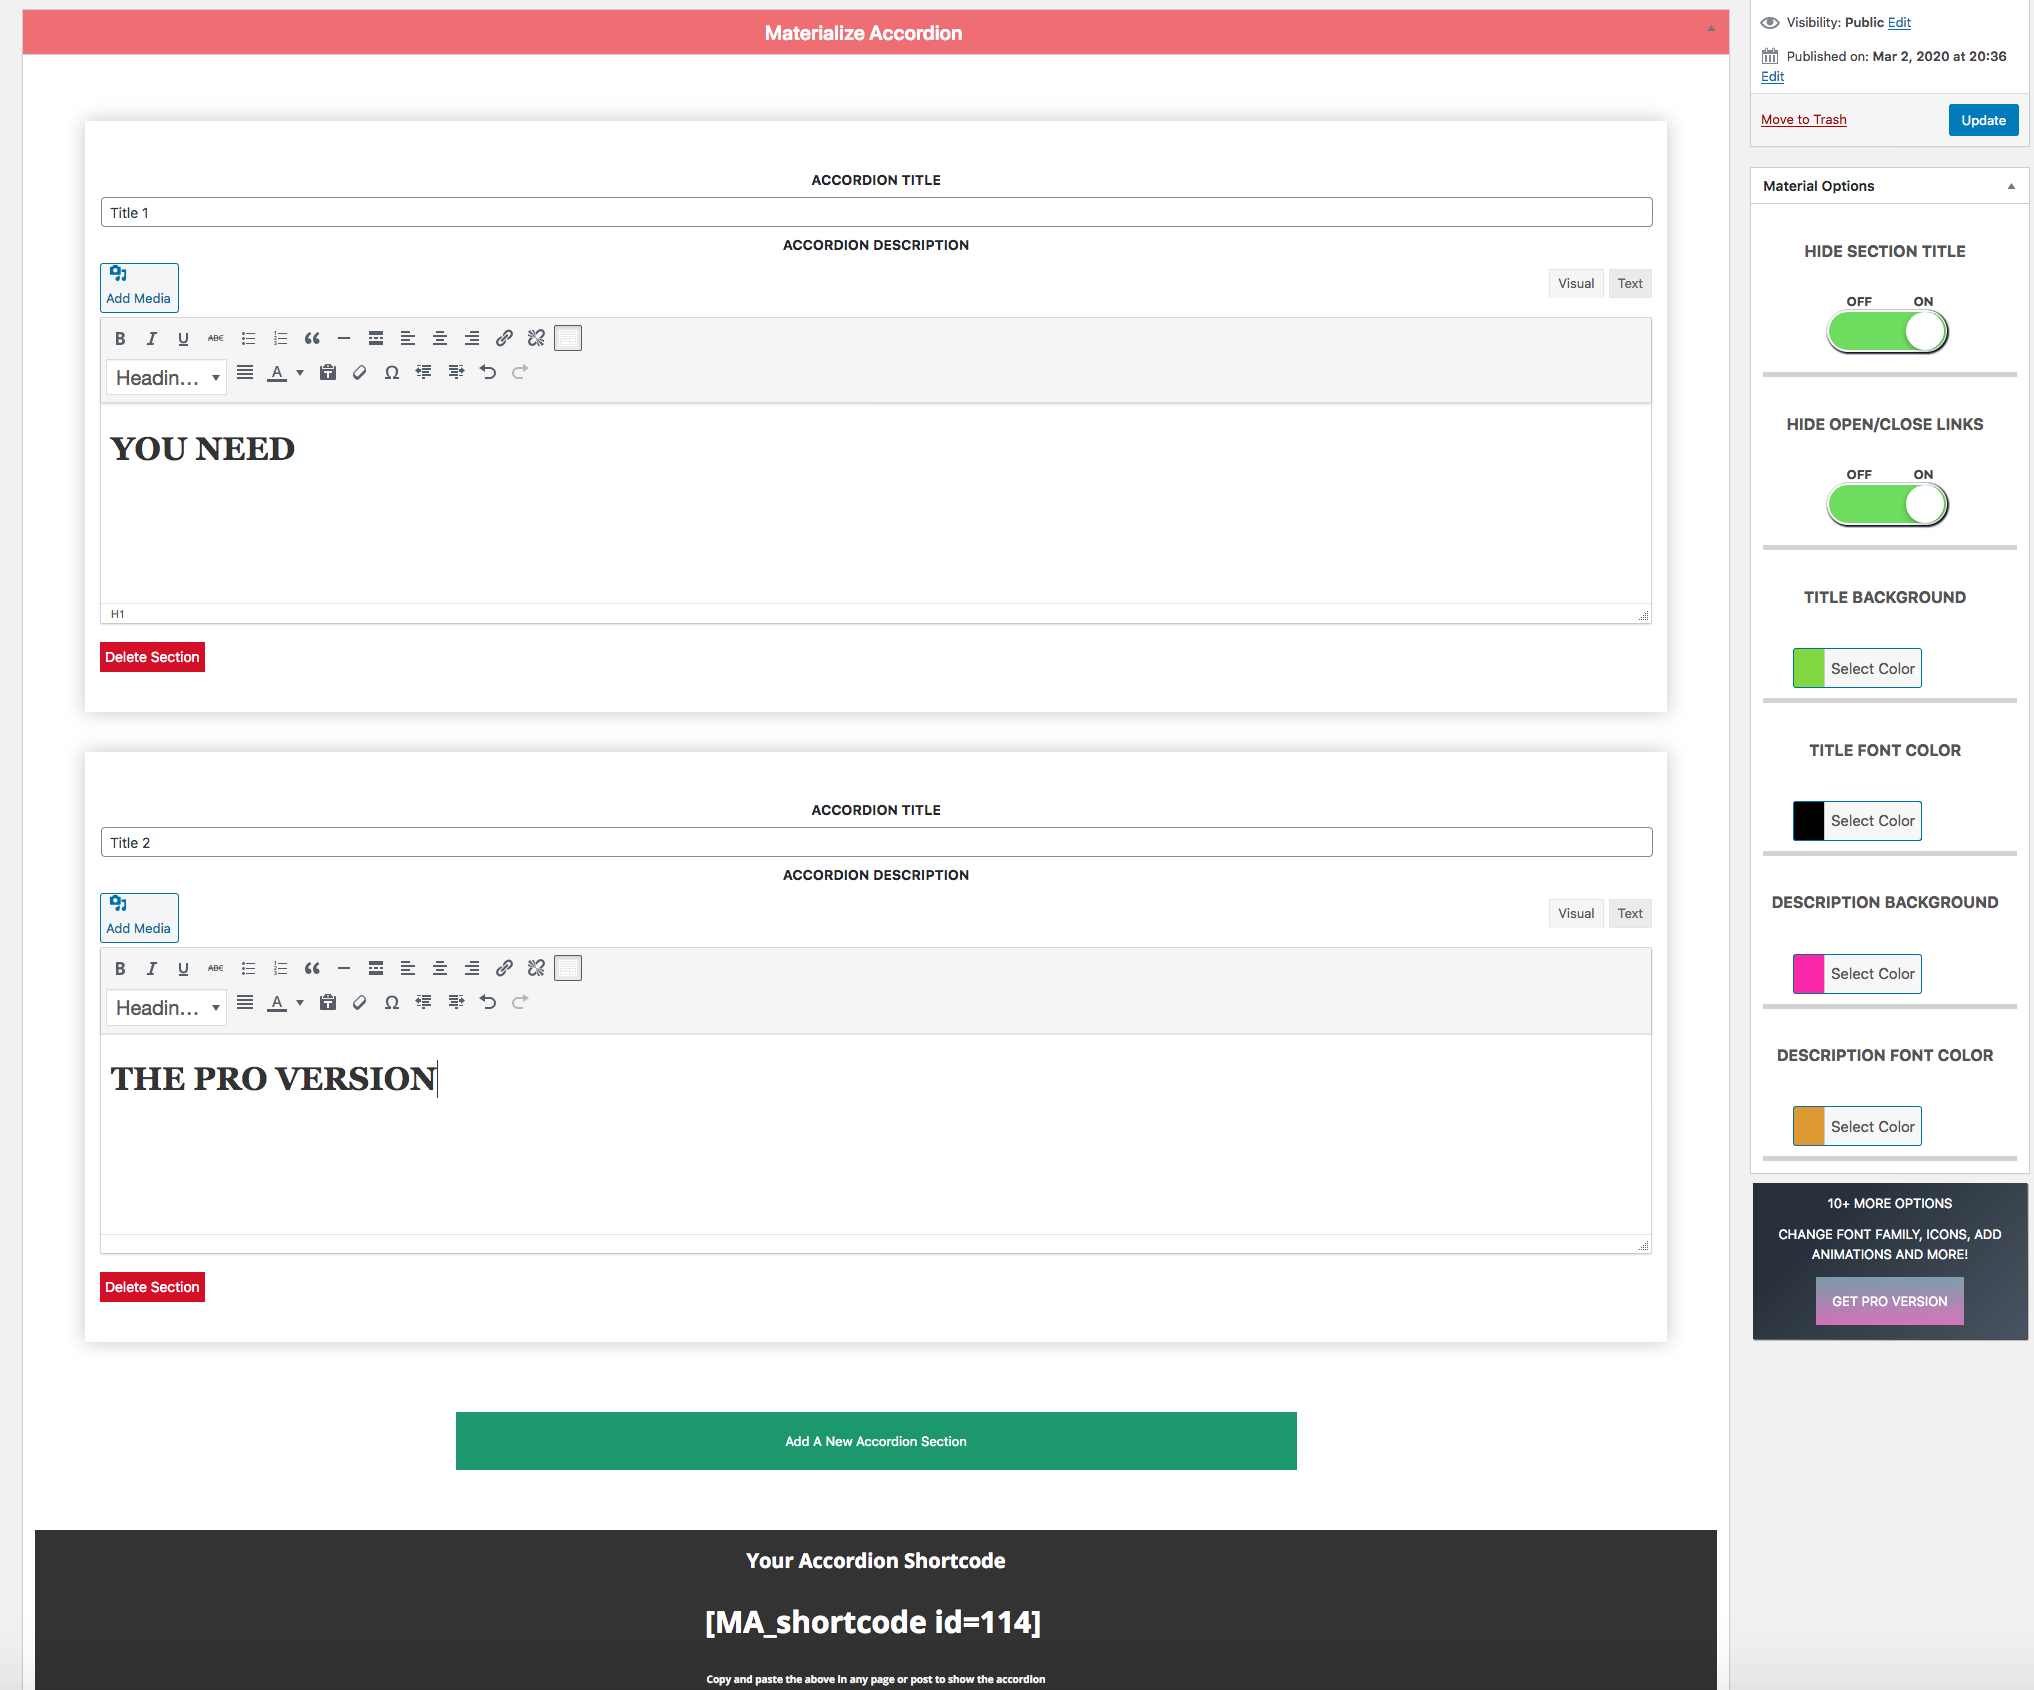 Materialize Accordion
ACCORDION TITLE
Title 1
ACCORDION DESCRIPTION
Add Media
Visual Text
B I U ABC
Headin...
A Ω
YOU NEED
H1
Delete Section
ACCORDION TITLE
Title 2
ACCORDION DESCRIPTION
Add Media
Visual Text
B I U ABC
Headin...
A Ω
THE PRO VERSION
Delete Section
Add A New Accordion Section
Your Accordion Shortcode
[MA_shortcode id=114]
Copy and paste the above in any page or post to show the accordion
Visibility: Public Edit
Published on: Mar 2, 2020 at 20:36
Edit
Move to Trash
Update
Material Options
HIDE SECTION TITLE
OFF ON
HIDE OPEN/CLOSE LINKS
OFF ON
TITLE BACKGROUND
Select Color
TITLE FONT COLOR
Select Color
DESCRIPTION BACKGROUND
Select Color
DESCRIPTION FONT COLOR
Select Color
10+ MORE OPTIONS
CHANGE FONT FAMILY, ICONS, ADD
ANIMATIONS AND MORE!
GET PRO VERSION